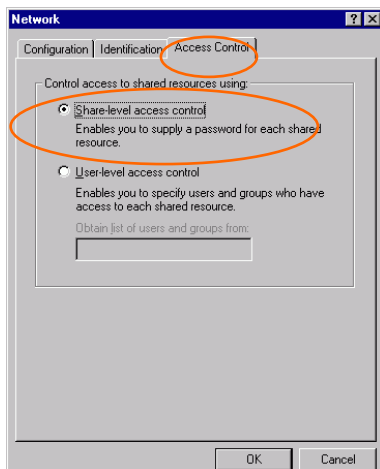 Network
Configuration Identification Access Control
Control access to shared resources using:
Share-level access control
Enables you to supply a password for each shared
resource.
User-level access control
Enables you to specify users and groups who have
access to each shared resource.
Obtain list of users and groups from:
OK Cancel